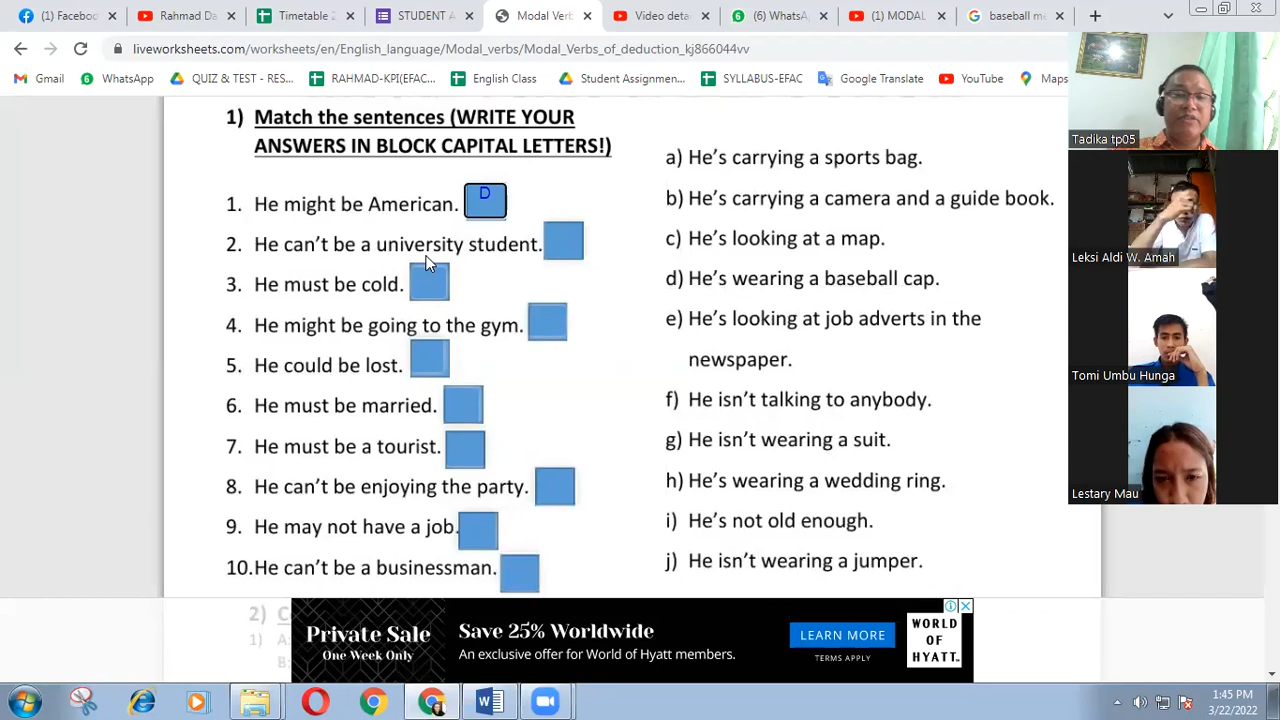 (1) Facebook
Rahmad Da
Timetable 2
STUDENT A
Modal Verb
Video deta
(6) WhatsA
(1) MODAL
baseball me
liveworksheets.com/worksheets/en/English_language/Modal_verbs/Modal_Verbs_of_deduction_kj866044vv
Gmail
WhatsApp
QUIZ & TEST - RES...
RAHMAD-KPI(EFAC...
English Class
Student Assignmen...
SYLLABUS-EFAC
Google Translate
YouTube
Maps
1) Match the sentences (WRITE YOUR
ANSWERS IN BLOCK CAPITAL LETTERS!)
1. He might be American. D
2. He can't be a university student.
3. He must be cold.
4. He might be going to the gym.
5. He could be lost.
6. He must be married.
7. He must be a tourist.
8. He can't be enjoying the party.
9. He may not have a job.
10. He can't be a businessman.
a) He's carrying a sports bag.
b) He's carrying a camera and a guide book.
c) He's looking at a map.
d) He's wearing a baseball cap.
e) He's looking at job adverts in the
newspaper.
f) He isn't talking to anybody.
g) He isn't wearing a suit.
h) He's wearing a wedding ring.
i) He's not old enough.
j) He isn't wearing a jumper.
2) C
1) A
B:
Private Sale
One Week Only
Save 25% Worldwide
An exclusive offer for World of Hyatt members.
LEARN MORE
TERMS APPLY
WORLD
OF
HYATT
Tadika tp05
Leksi Aldi W. Amah
Tomi Umbu Hunga
Lestary Mau
1:45 PM
3/22/2022